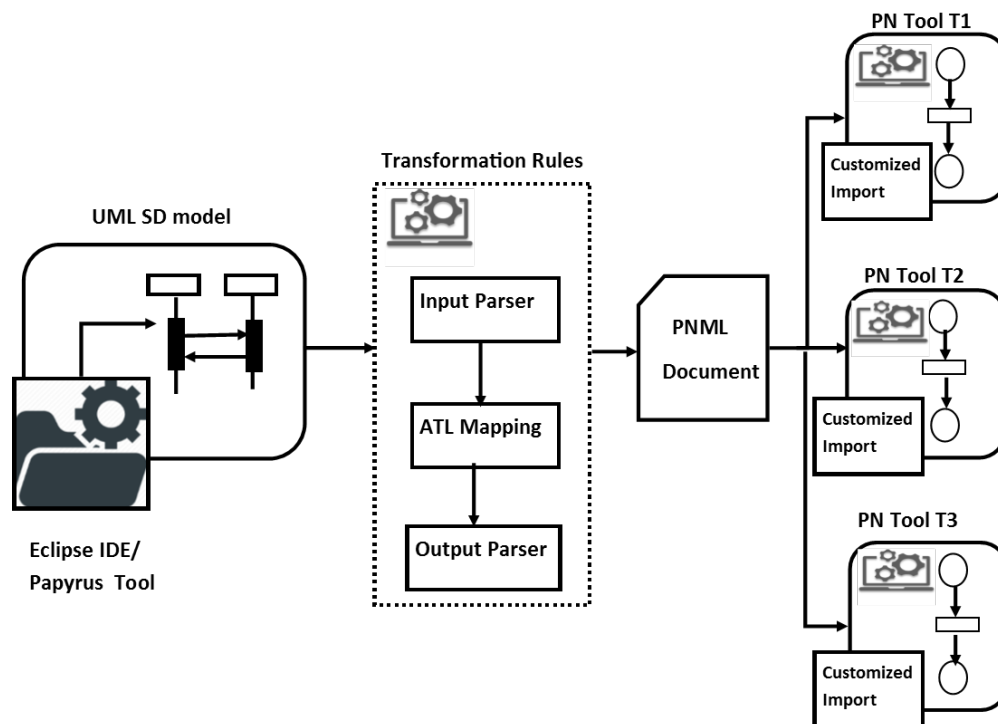 UML SD model
Eclipse IDE/
Papyrus Tool
Transformation Rules
Input Parser
ATL Mapping
Output Parser
PNML
Document
PN Tool T1
Customized
Import
PN Tool T2
Customized
Import
PN Tool T3
Customized
Import